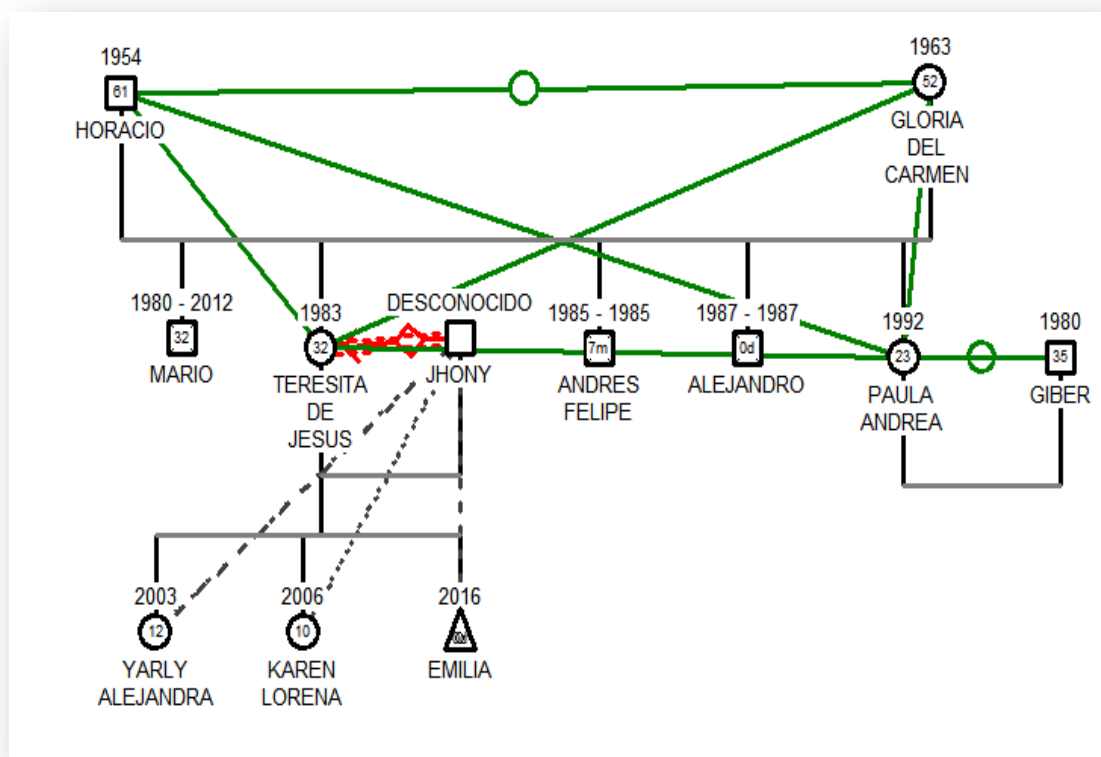 1954
1963
61
52
HORACIO
GLORIA
DEL
CARMEN
1980 - 2012
1983
DESCONOCIDO
1985 - 1985
1987 - 1987
1992
1980
32
32
7m
0d
23
35
MARIO
TERESITA
DE
JESUS
JHONY
ANDRES
FELIPE
ALEJANDRO
PAULA
ANDREA
GIBER
2003
2006
2016
12
10
YARLY
ALEJANDRA
KAREN
LORENA
EMILIA